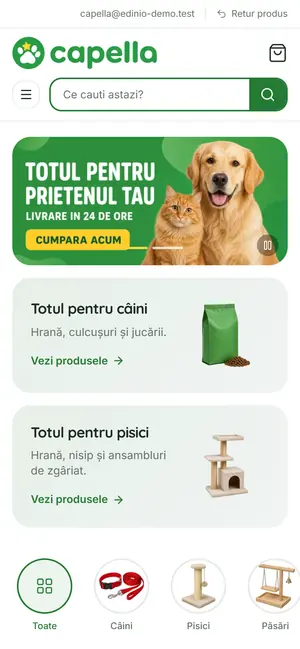 capella@edinio-demo.test
Retur produs
capella
Ce cauti astazi?
TOTUL PENTRU
PRIETENUL TAU
LIVRARE IN 24 DE ORE
CUMPARA ACUM
Totul pentru câini
Hrană, culcușuri și jucării.
Vezi produsele
Totul pentru pisici
Hrană, nisip și ansambluri
de zgâriat.
Vezi produsele
Toate
Câini
Pisici
Păsări